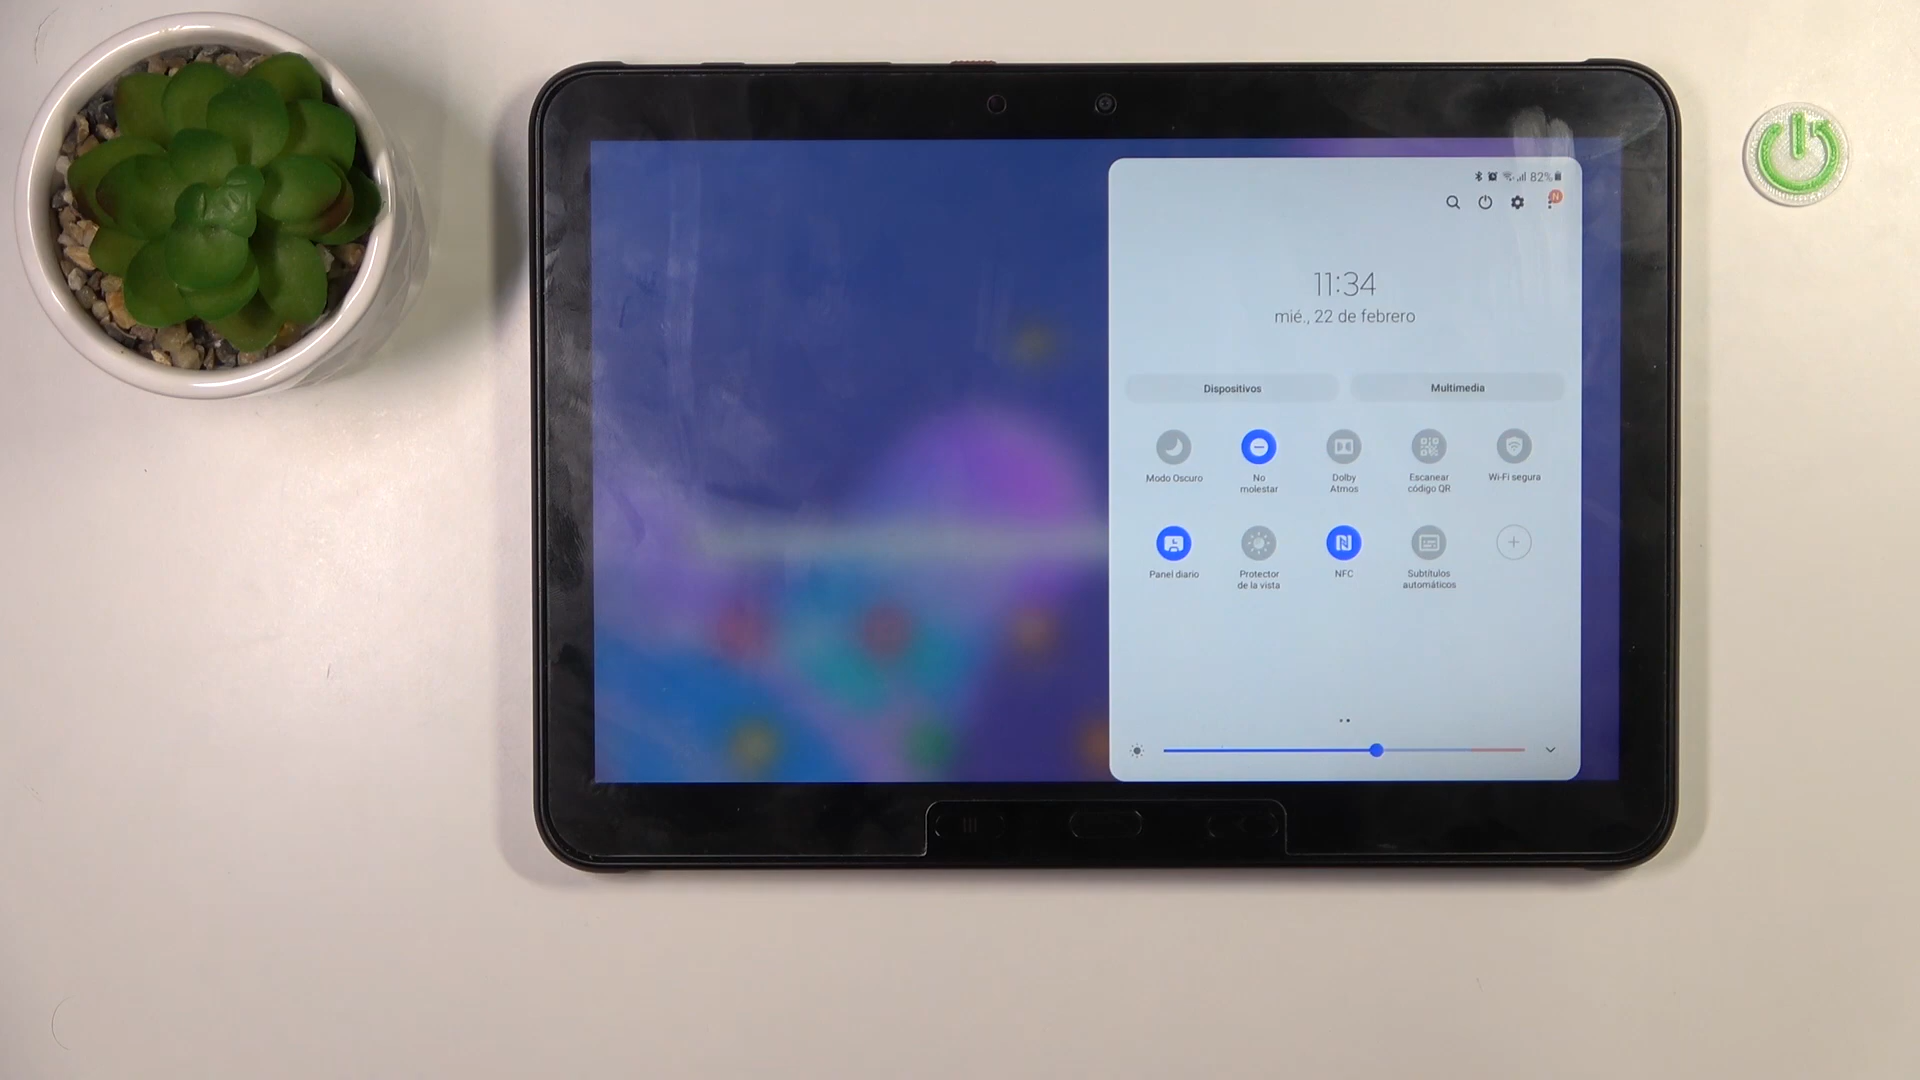 82%
N
11:34
mié., 22 de febrero
Dispositivos Multimedia
Modo Oscuro
No
molestar
Dolby
Atmos
Escanear
código QR
Wi-Fi segura
Panel diario
Protector
de la vista
NFC
Subtítulos
automáticos